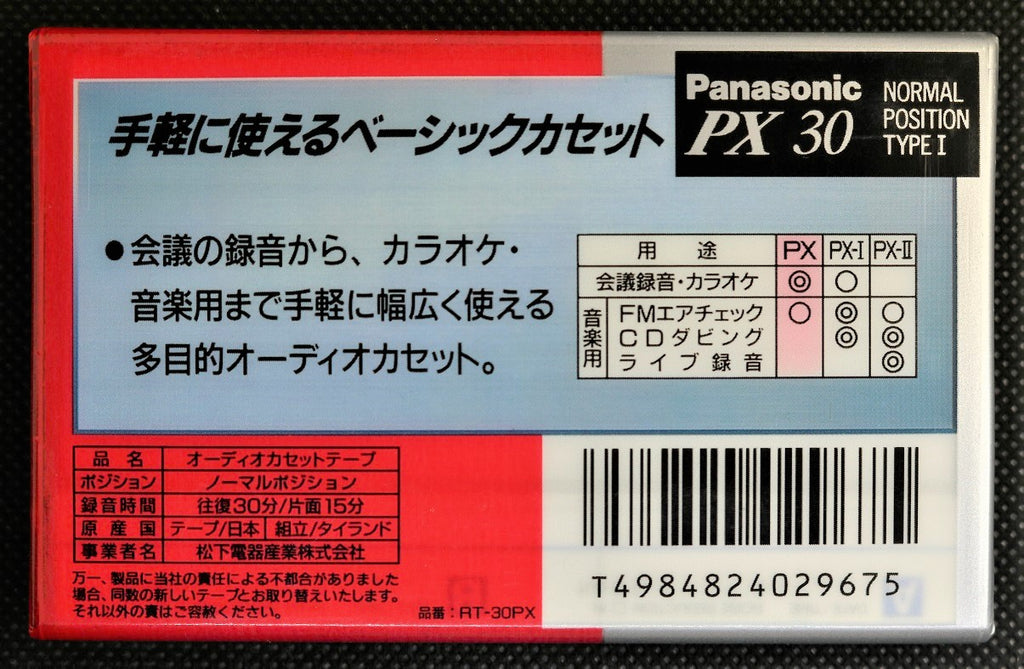 Panasonic
PX 30
NORMAL
POSITION
TYPE I
手軽に使えるベーシックカセット
●会議の録音から、カラオケ・
音楽用まで手軽に幅広く使える
多目的オーディオカセット。
用 途 PX PX-I PX-II
会議録音・カラオケ ◎ ○
音楽用 FMエアチェック ○ ◎ ○
CDダビング ◎ ◎
ライブ録音 ◎
品名 オーディオカセットテープ
ポジション ノーマルポジション
録音時間 往復30分/片面15分
原産国 テープ/日本 組立/タイランド
事業者名 松下電器産業株式会社
万一、製品に当社の責任による不都合がありました
場合、同数の新しいテープとお取り替えいたします。
それ以外の責はご容赦ください。
品番：RT-30PX
T4984824029675